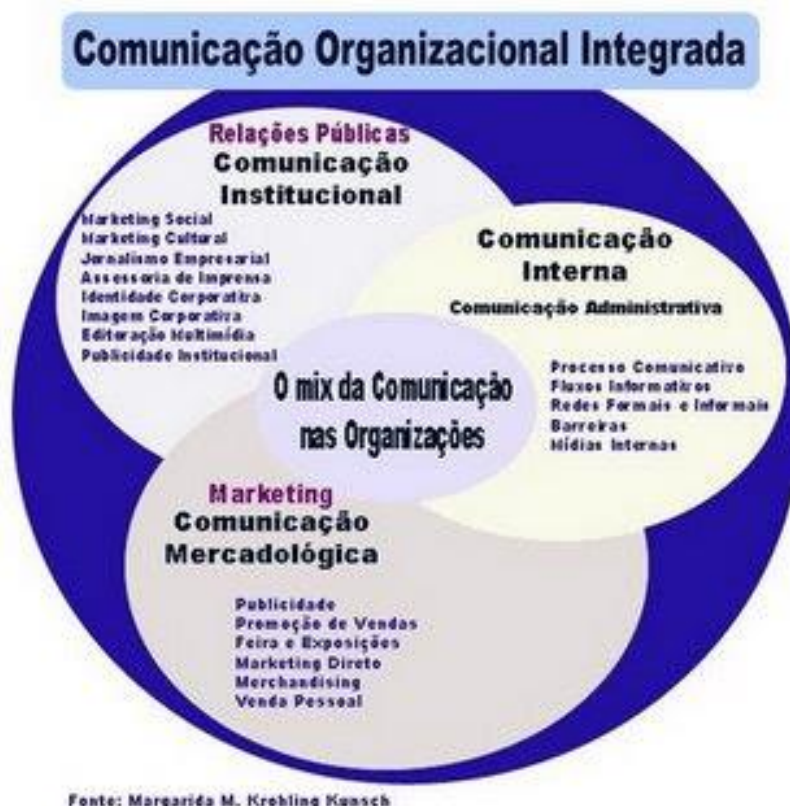 Comunicação Organizacional Integrada
Relações Públicas
Comunicação
Institucional
Marketing Social
Marketing Cultural
Jornalismo Empresarial
Assessoria de Imprensa
Identidade Corporativa
Imagem Corporativa
Editoração Multimídia
Publicidade Institucional
Comunicação
Interna
Comunicação Administrativa
Processo Comunicativo
Fluxos Informativos
Redes Formais e Informais
Barreiras
Mídias Internas
O mix da Comunicação
nas Organizações
Marketing
Comunicação
Mercadológica
Publicidade
Promoção de Vendas
Feira e Exposições
Marketing Direto
Merchandising
Venda Pessoal
Fonte: Margarida M. Krohling Kunsch